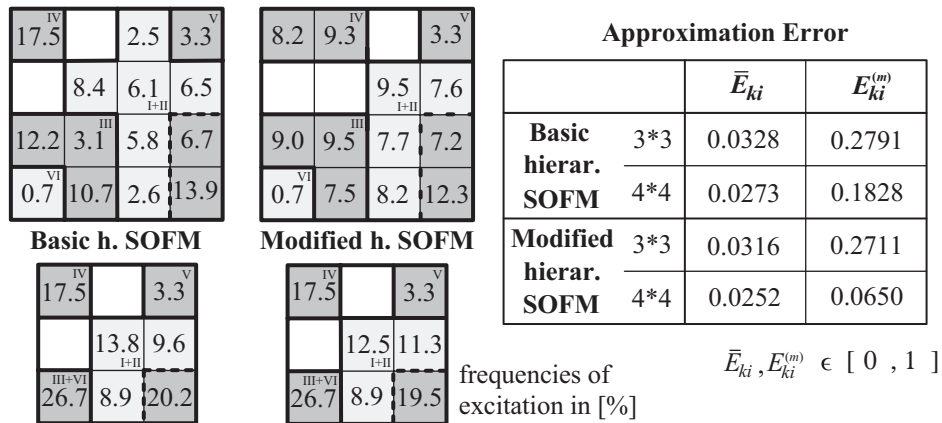 IV V
17.5 2.5 3.3
8.4 6.1 6.5
I+II
III
12.2 3.1 5.8 6.7
VI
0.7 10.7 2.6 13.9
Basic h. SOFM
IV V
8.2 9.3 3.3
9.5 7.6
I+II
III
9.0 9.5 7.7 7.2
VI
0.7 7.5 8.2 12.3
Modified h. SOFM
IV V
17.5 3.3
13.8 9.6
I+II
III+VI
26.7 8.9 20.2
IV V
17.5 3.3
12.5 11.3
I+II
III+VI
26.7 8.9 19.5
frequencies of
excitation in [%]
Approximation Error
Ē_ki E_ki^(m)
Basic hierar. SOFM
3*3 0.0328 0.2791
4*4 0.0273 0.1828
Modified hierar. SOFM
3*3 0.0316 0.2711
4*4 0.0252 0.0650
Ē_ki , E_ki^(m) ϵ [ 0 , 1 ]